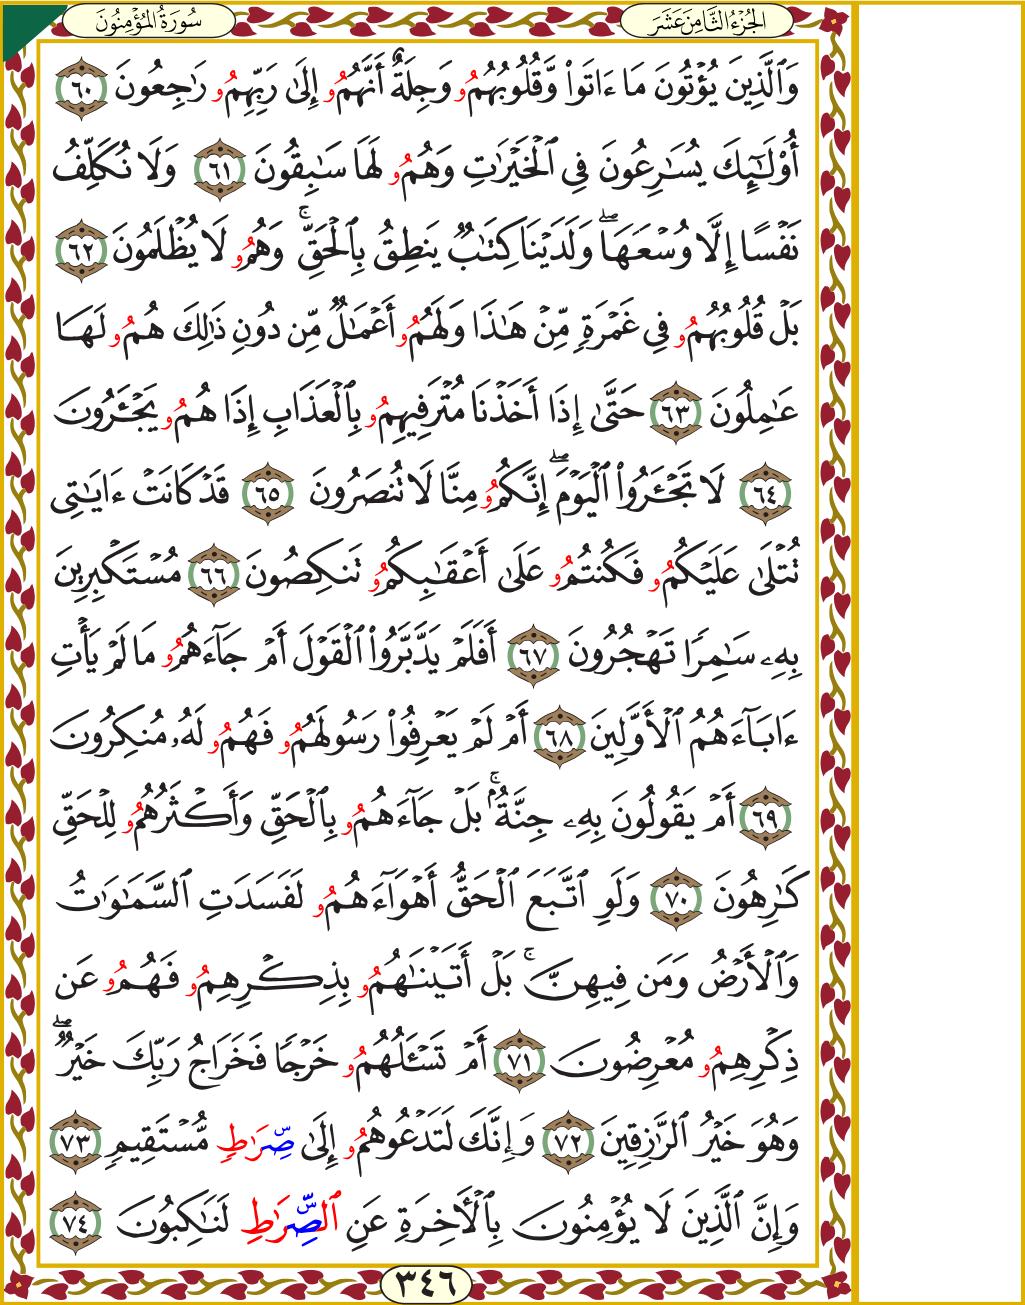 سُورَةُ المُؤْمِنُونَ
الجُزْءُ الثَّامِنَ عَشَرَ
وَٱلَّذِينَ يُؤْتُونَ مَا ءَاتَوا۟ وَّقُلُوبُهُمُۥ وَجِلَةٌ أَنَّهُمُۥ إِلَىٰ رَبِّهِمُۥ رَٰجِعُونَ ٦٠
أُو۟لَٰٓئِكَ يُسَٰرِعُونَ فِي ٱلْخَيْرَٰتِ وَهُمُۥ لَهَا سَٰبِقُونَ ٦١ وَلَا نُكَلِّفُ
نَفْسًا إِلَّا وُسْعَهَاۖ وَلَدَيْنَا كِتَٰبٌ يَنطِقُ بِٱلْحَقِّۚ وَهُمُۥ لَا يُظْلَمُونَ ٦٢
بَلْ قُلُوبُهُمُۥ فِي غَمْرَةٍ مِّنْ هَٰذَا وَلَهُمُۥ أَعْمَٰلٌ مِّن دُونِ ذَٰلِكَ هُمُۥ لَهَا
عَٰمِلُونَ ٦٣ حَتَّىٰ إِذَا أَخَذْنَا مُتْرَفِيهِمُۥ بِٱلْعَذَابِ إِذَا هُمُۥ يَجْـَٔرُونَ
٦٤ لَا تَجْـَٔرُوا۟ ٱلْيَوْمَۖ إِنَّكُمُۥ مِنَّا لَا تُنصَرُونَ ٦٥ قَدْ كَانَتْ ءَايَٰتِي
تُتْلَىٰ عَلَيْكُمُۥ فَكُنتُمُۥ عَلَىٰ أَعْقَٰبِكُمُۥ تَنكِصُونَ ٦٦ مُسْتَكْبِرِينَ
بِهِۦ سَٰمِرًا تَهْجُرُونَ ٦٧ أَفَلَمْ يَدَّبَّرُوا۟ ٱلْقَوْلَ أَمْ جَآءَهُمُۥ مَا لَمْ يَأْتِ
ءَابَآءَهُمُ ٱلْأَوَّلِينَ ٦٨ أَمْ لَمْ يَعْرِفُوا۟ رَسُولَهُمُۥ فَهُمُۥ لَهُۥ مُنكِرُونَ
٦٩ أَمْ يَقُولُونَ بِهِۦ جِنَّةٌۢۚ بَلْ جَآءَهُمُۥ بِٱلْحَقِّ وَأَكْثَرُهُمُۥ لِلْحَقِّ
كَٰرِهُونَ ٧٠ وَلَوِ ٱتَّبَعَ ٱلْحَقُّ أَهْوَآءَهُمُۥ لَفَسَدَتِ ٱلسَّمَٰوَٰتُ
وَٱلْأَرْضُ وَمَن فِيهِنَّۚ بَلْ أَتَيْنَٰهُمُۥ بِذِكْرِهِمُۥ فَهُمُۥ عَن
ذِكْرِهِمُۥ مُعْرِضُونَ ٧١ أَمْ تَسْـَٔلُهُمُۥ خَرْجًا فَخَرَاجُ رَبِّكَ خَيْرٌۖ
وَهُوَ خَيْرُ ٱلرَّٰزِقِينَ ٧٢ وَإِنَّكَ لَتَدْعُوهُمُۥ إِلَىٰ صِّرَٰطٍ مُّسْتَقِيمٍ ٧٣
وَإِنَّ ٱلَّذِينَ لَا يُؤْمِنُونَ بِٱلْأَخِرَةِ عَنِ ٱلصِّرَٰطِ لَنَٰكِبُونَ ٧٤
٣٤٦